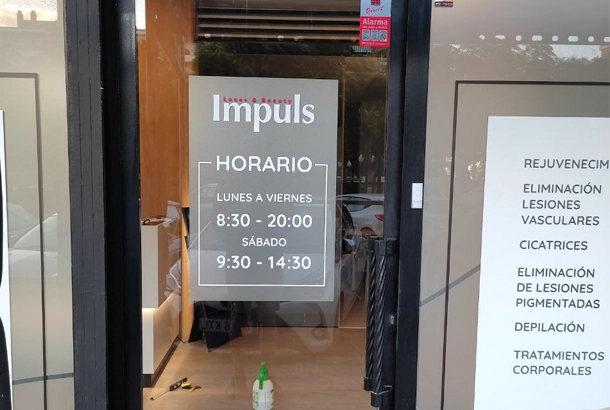 Alarma
Laser & Beauty
Impuls
HORARIO
LUNES A VIERNES
8:30 - 20:00
SÁBADO
9:30 - 14:30
REJUVENECIM
ELIMINACIÓN
LESIONES
VASCULARES
CICATRICES
ELIMINACIÓN
DE LESIONES
PIGMENTADAS
DEPILACIÓN
TRATAMIENTOS
CORPORALES